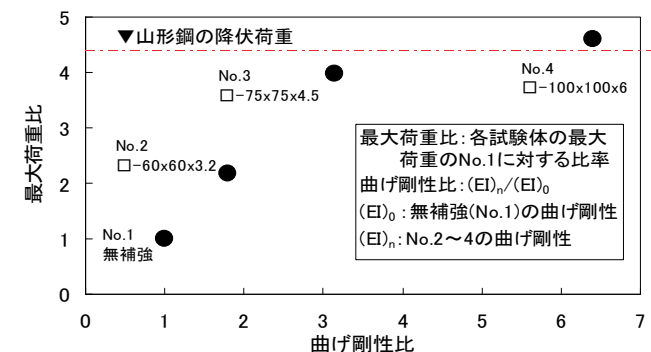 5
▼山形鋼の降伏荷重
4
No.3
□-75x75x4.5
No.4
□-100x100x6
3
No.2
□-60x60x3.2
2
No.1
無補強
1
0
最大荷重比
最大荷重比:各試験体の最大
荷重のNo.1に対する比率
曲げ剛性比:(EI)n/(EI)0
(EI)0:無補強(No.1)の曲げ剛性
(EI)n:No.2～4の曲げ剛性
0 1 2 3 4 5 6 7
曲げ剛性比